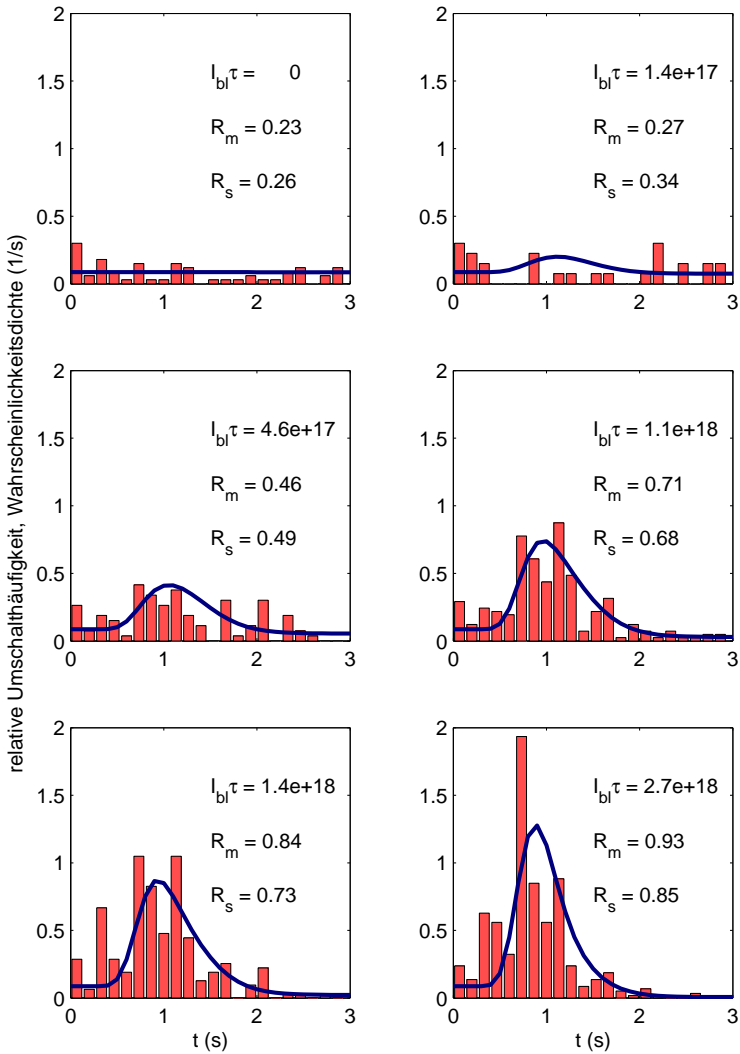 relative Umschalthäufigkeit, Wahrscheinlichkeitsdichte (1/s)
2
1.5
1
0.5
0
0 1 2 3
I_bl τ = 0
R_m = 0.23
R_s = 0.26
2
1.5
1
0.5
0
0 1 2 3
I_bl τ = 1.4e+17
R_m = 0.27
R_s = 0.34
2
1.5
1
0.5
0
0 1 2 3
I_bl τ = 4.6e+17
R_m = 0.46
R_s = 0.49
2
1.5
1
0.5
0
0 1 2 3
I_bl τ = 1.1e+18
R_m = 0.71
R_s = 0.68
2
1.5
1
0.5
0
0 1 2 3
I_bl τ = 1.4e+18
R_m = 0.84
R_s = 0.73
t (s)
2
1.5
1
0.5
0
0 1 2 3
I_bl τ = 2.7e+18
R_m = 0.93
R_s = 0.85
t (s)